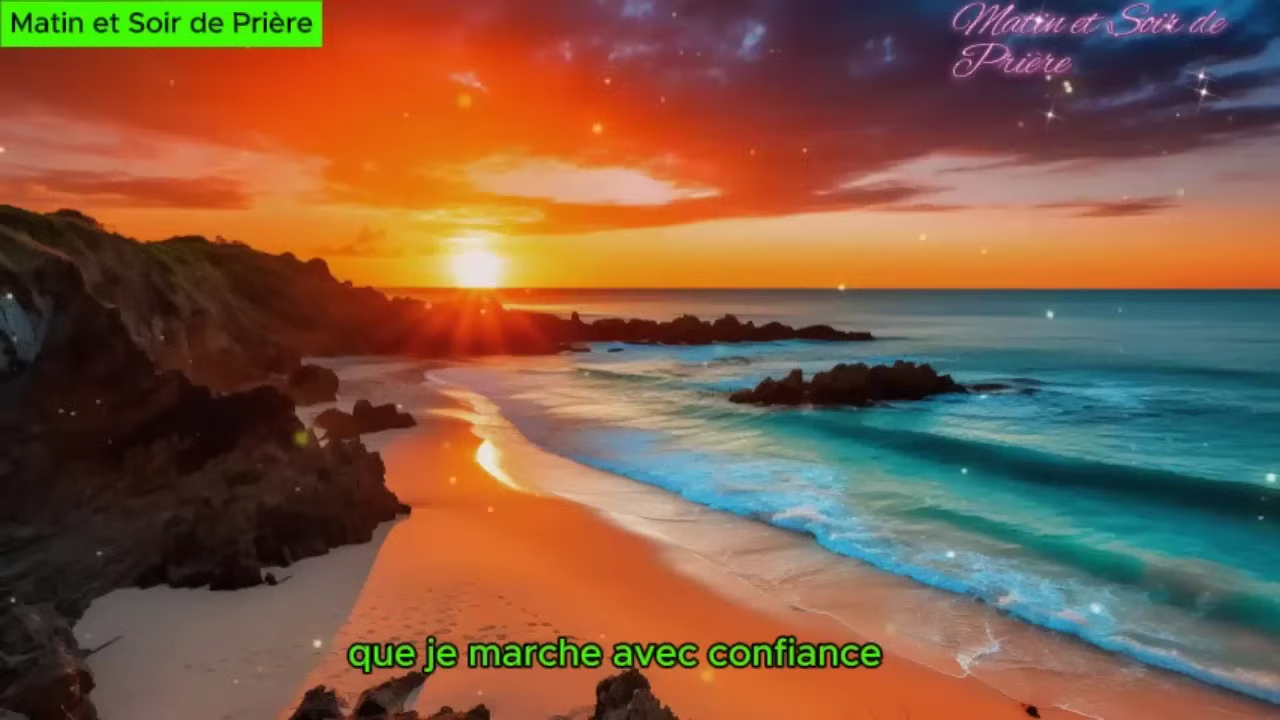 Matin et Soir de Prière
Matin et Soir de
Prière
que je marche avec confiance